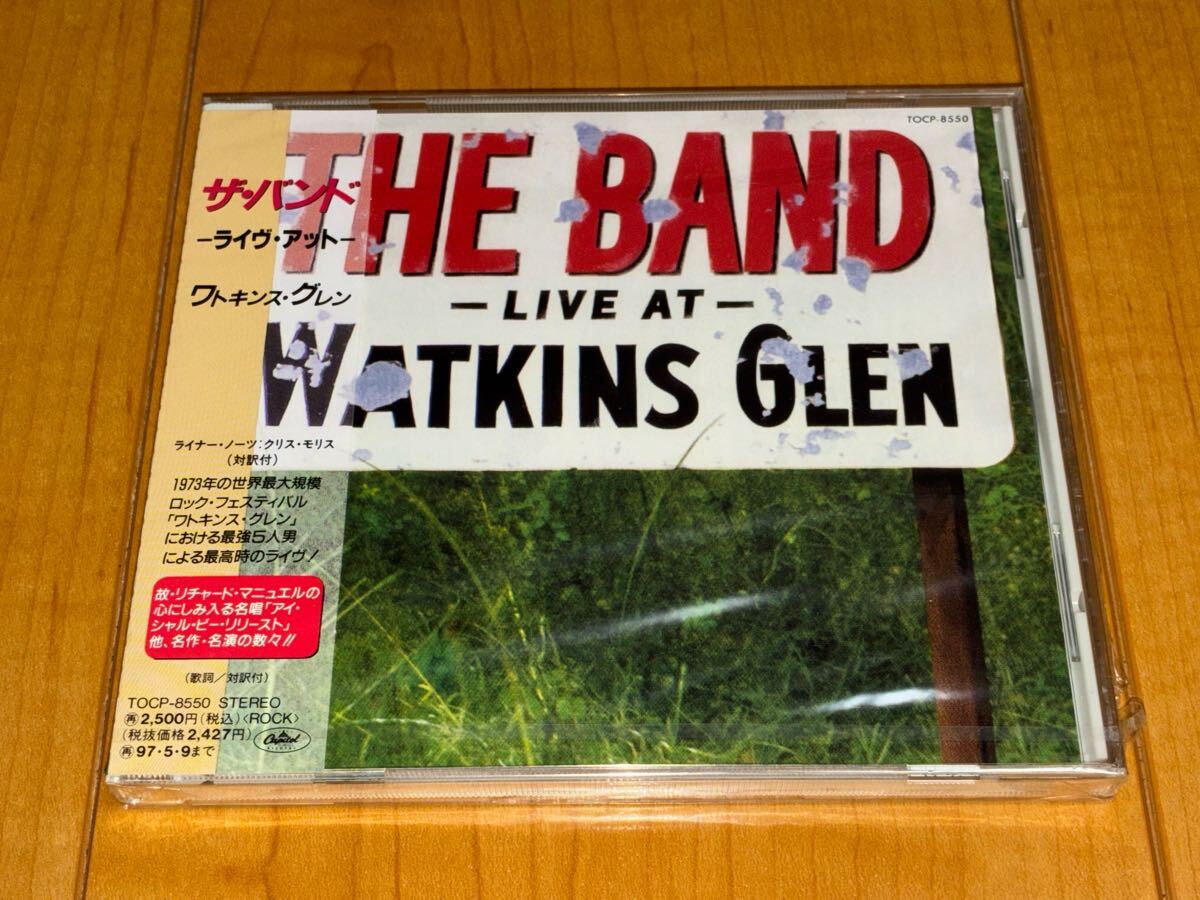 TOCP-8550
THE BAND
-LIVE AT-
WATKINS GLEN
ザ・バンド
-ライヴ・アット-
ワトキンス・グレン
ライナー・ノーツ:クリス・モリス
(対訳付)
1973年の世界最大規模
ロック・フェスティバル
「ワトキンス・グレン」
における最強5人男
による最高時のライヴ!
故・リチャード・マニュエルの
心にしみ入る名唱「アイ・
シャル・ビー・リリースト」
他、名作・名演の数々!!
(歌詞/対訳付)
TOCP-8550 STEREO
再2,500円(税込)〈ROCK〉
(税抜価格2,427円)
Capitol
再97・5・9まで